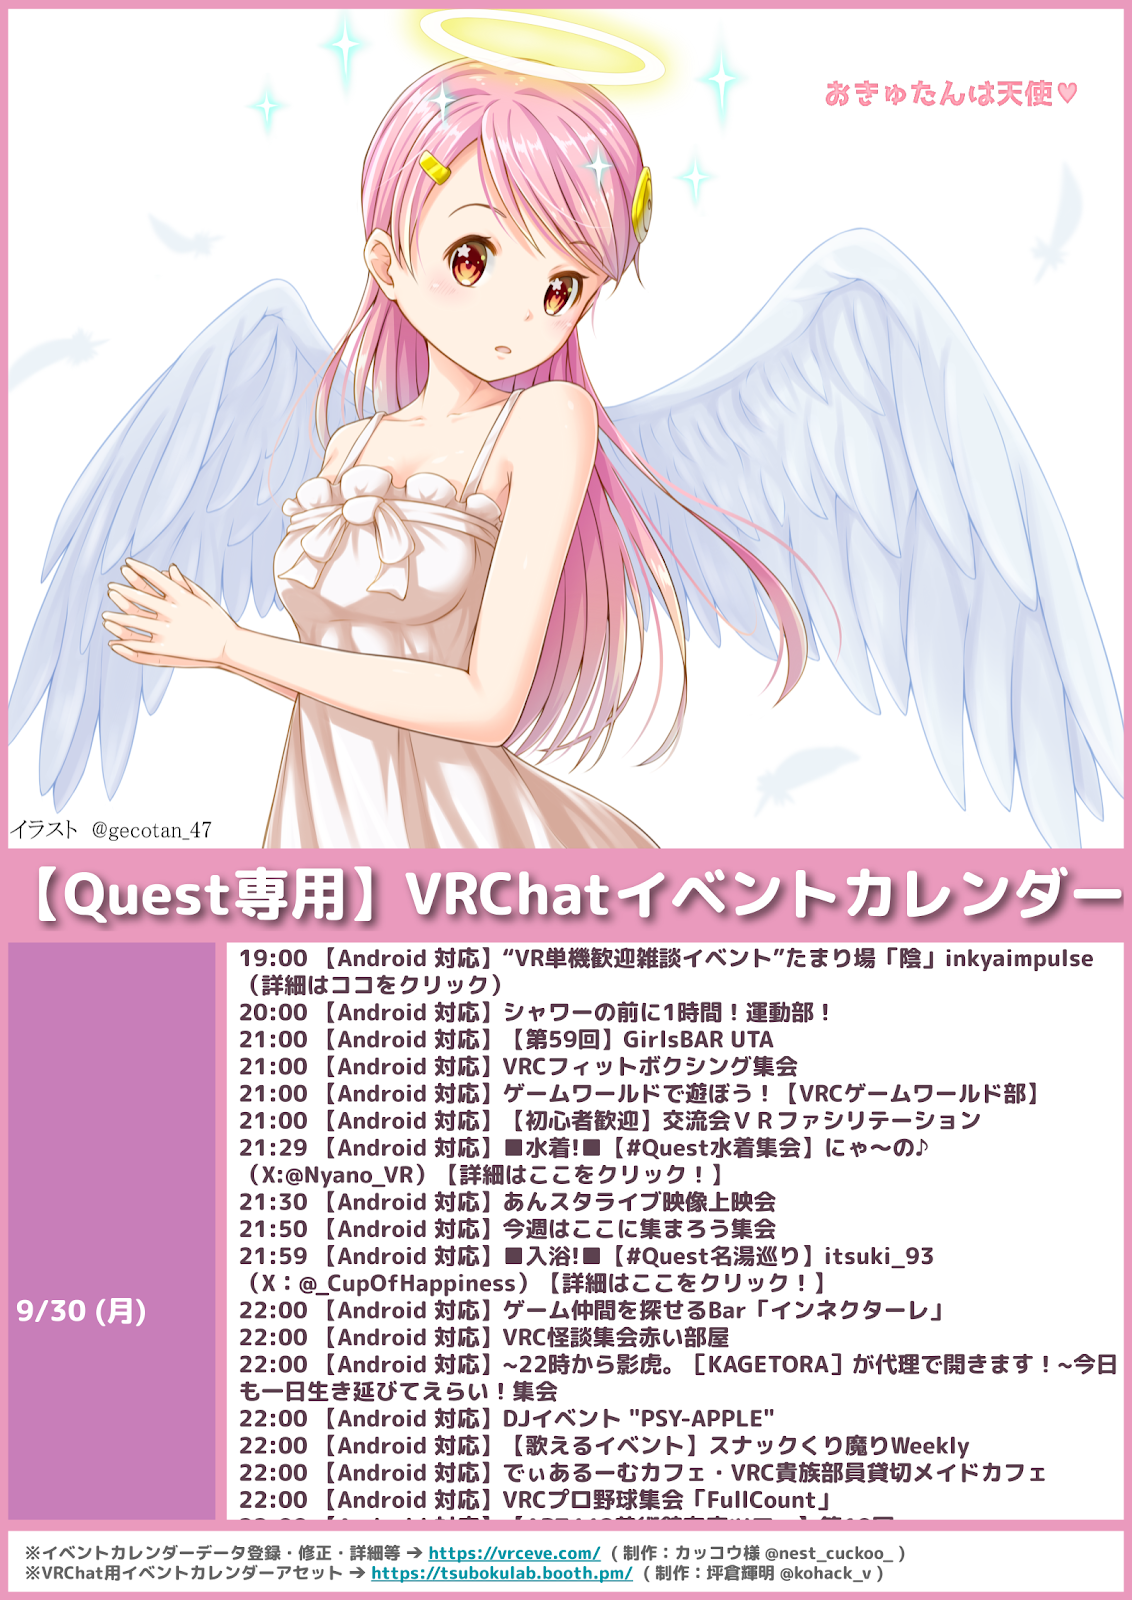 おきゅたんは天使♥
イラスト @gecotan_47
【Quest専用】VRChatイベントカレンダー
9/30 (月)
19:00 【Android 対応】“VR単機歓迎雑談イベント”たまり場「陰」inkyaimpulse
（詳細はココをクリック）
20:00 【Android 対応】シャワーの前に1時間！運動部！
21:00 【Android 対応】【第59回】GirlsBAR UTA
21:00 【Android 対応】VRCフィットボクシング集会
21:00 【Android 対応】ゲームワールドで遊ぼう！【VRCゲームワールド部】
21:00 【Android 対応】【初心者歓迎】交流会ＶＲファシリテーション
21:29 【Android 対応】■水着!■【#Quest水着集会】にゃ～の♪
（X:@Nyano_VR）【詳細はここをクリック！】
21:30 【Android 対応】あんスタライブ映像上映会
21:50 【Android 対応】今週はここに集まろう集会
21:59 【Android 対応】■入浴!■【#Quest名湯巡り】itsuki_93
（X：@_CupOfHappiness）【詳細はここをクリック！】
22:00 【Android 対応】ゲーム仲間を探せるBar「インネクターレ」
22:00 【Android 対応】VRC怪談集会赤い部屋
22:00 【Android 対応】~22時から影虎。［KAGETORA］が代理で開きます！~今日
も一日生き延びてえらい！集会
22:00 【Android 対応】DJイベント "PSY-APPLE"
22:00 【Android 対応】【歌えるイベント】スナックくり魔りWeekly
22:00 【Android 対応】でぃあるーむカフェ・VRC貴族部員貸切メイドカフェ
22:00 【Android 対応】VRCプロ野球集会「FullCount」
※イベントカレンダーデータ登録・修正・詳細等 ➔ https://vrceve.com/ （制作：カッコウ様 @nest_cuckoo_ ）
※VRChat用イベントカレンダーアセット ➔ https://tsubokulab.booth.pm/ （制作：坪倉輝明 @kohack_v ）